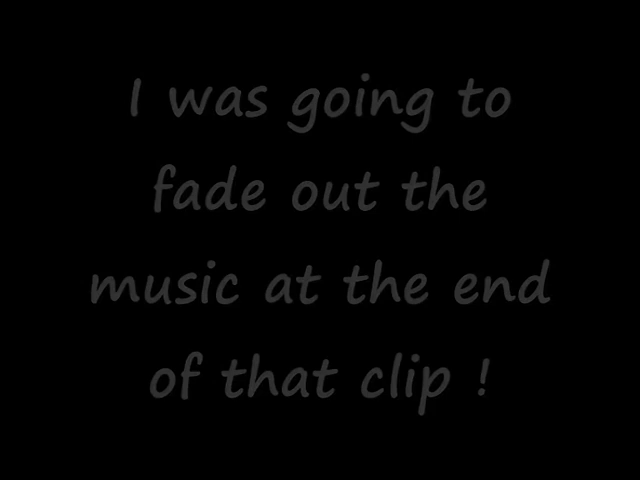 I was going to
fade out the
music at the end
of that clip !